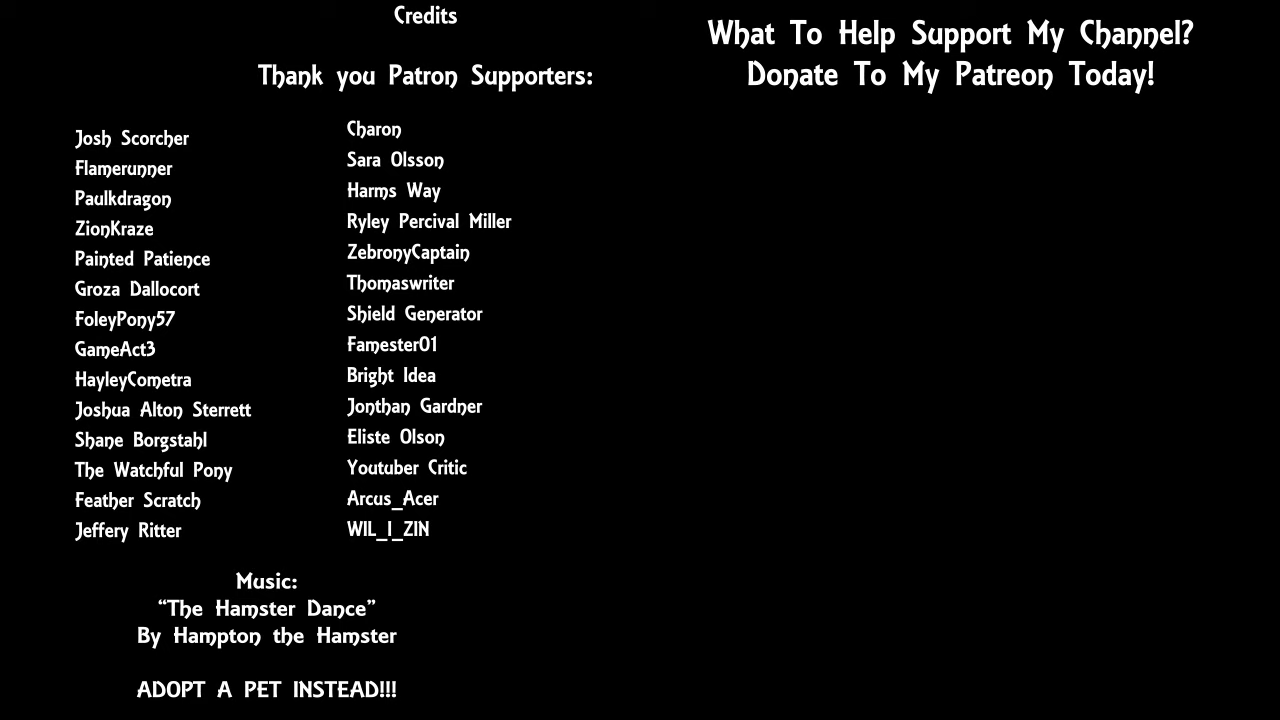 Credits
Thank you Patron Supporters:
Josh Scorcher
Flamerunner
Paulkdragon
ZionKraze
Painted Patience
Groza Dallocort
FoleyPony57
GameAct3
HayleyCometra
Joshua Alton Sterrett
Shane Borgstahl
The Watchful Pony
Feather Scratch
Jeffery Ritter
Charon
Sara Olsson
Harms Way
Ryley Percival Miller
ZebronyCaptain
Thomaswriter
Shield Generator
Famester01
Bright Idea
Jonthan Gardner
Eliste Olson
Youtuber Critic
Arcus_Acer
WIL_I_ZIN
Music:
“The Hamster Dance”
By Hampton the Hamster
ADOPT A PET INSTEAD!!!
What To Help Support My Channel?
Donate To My Patreon Today!